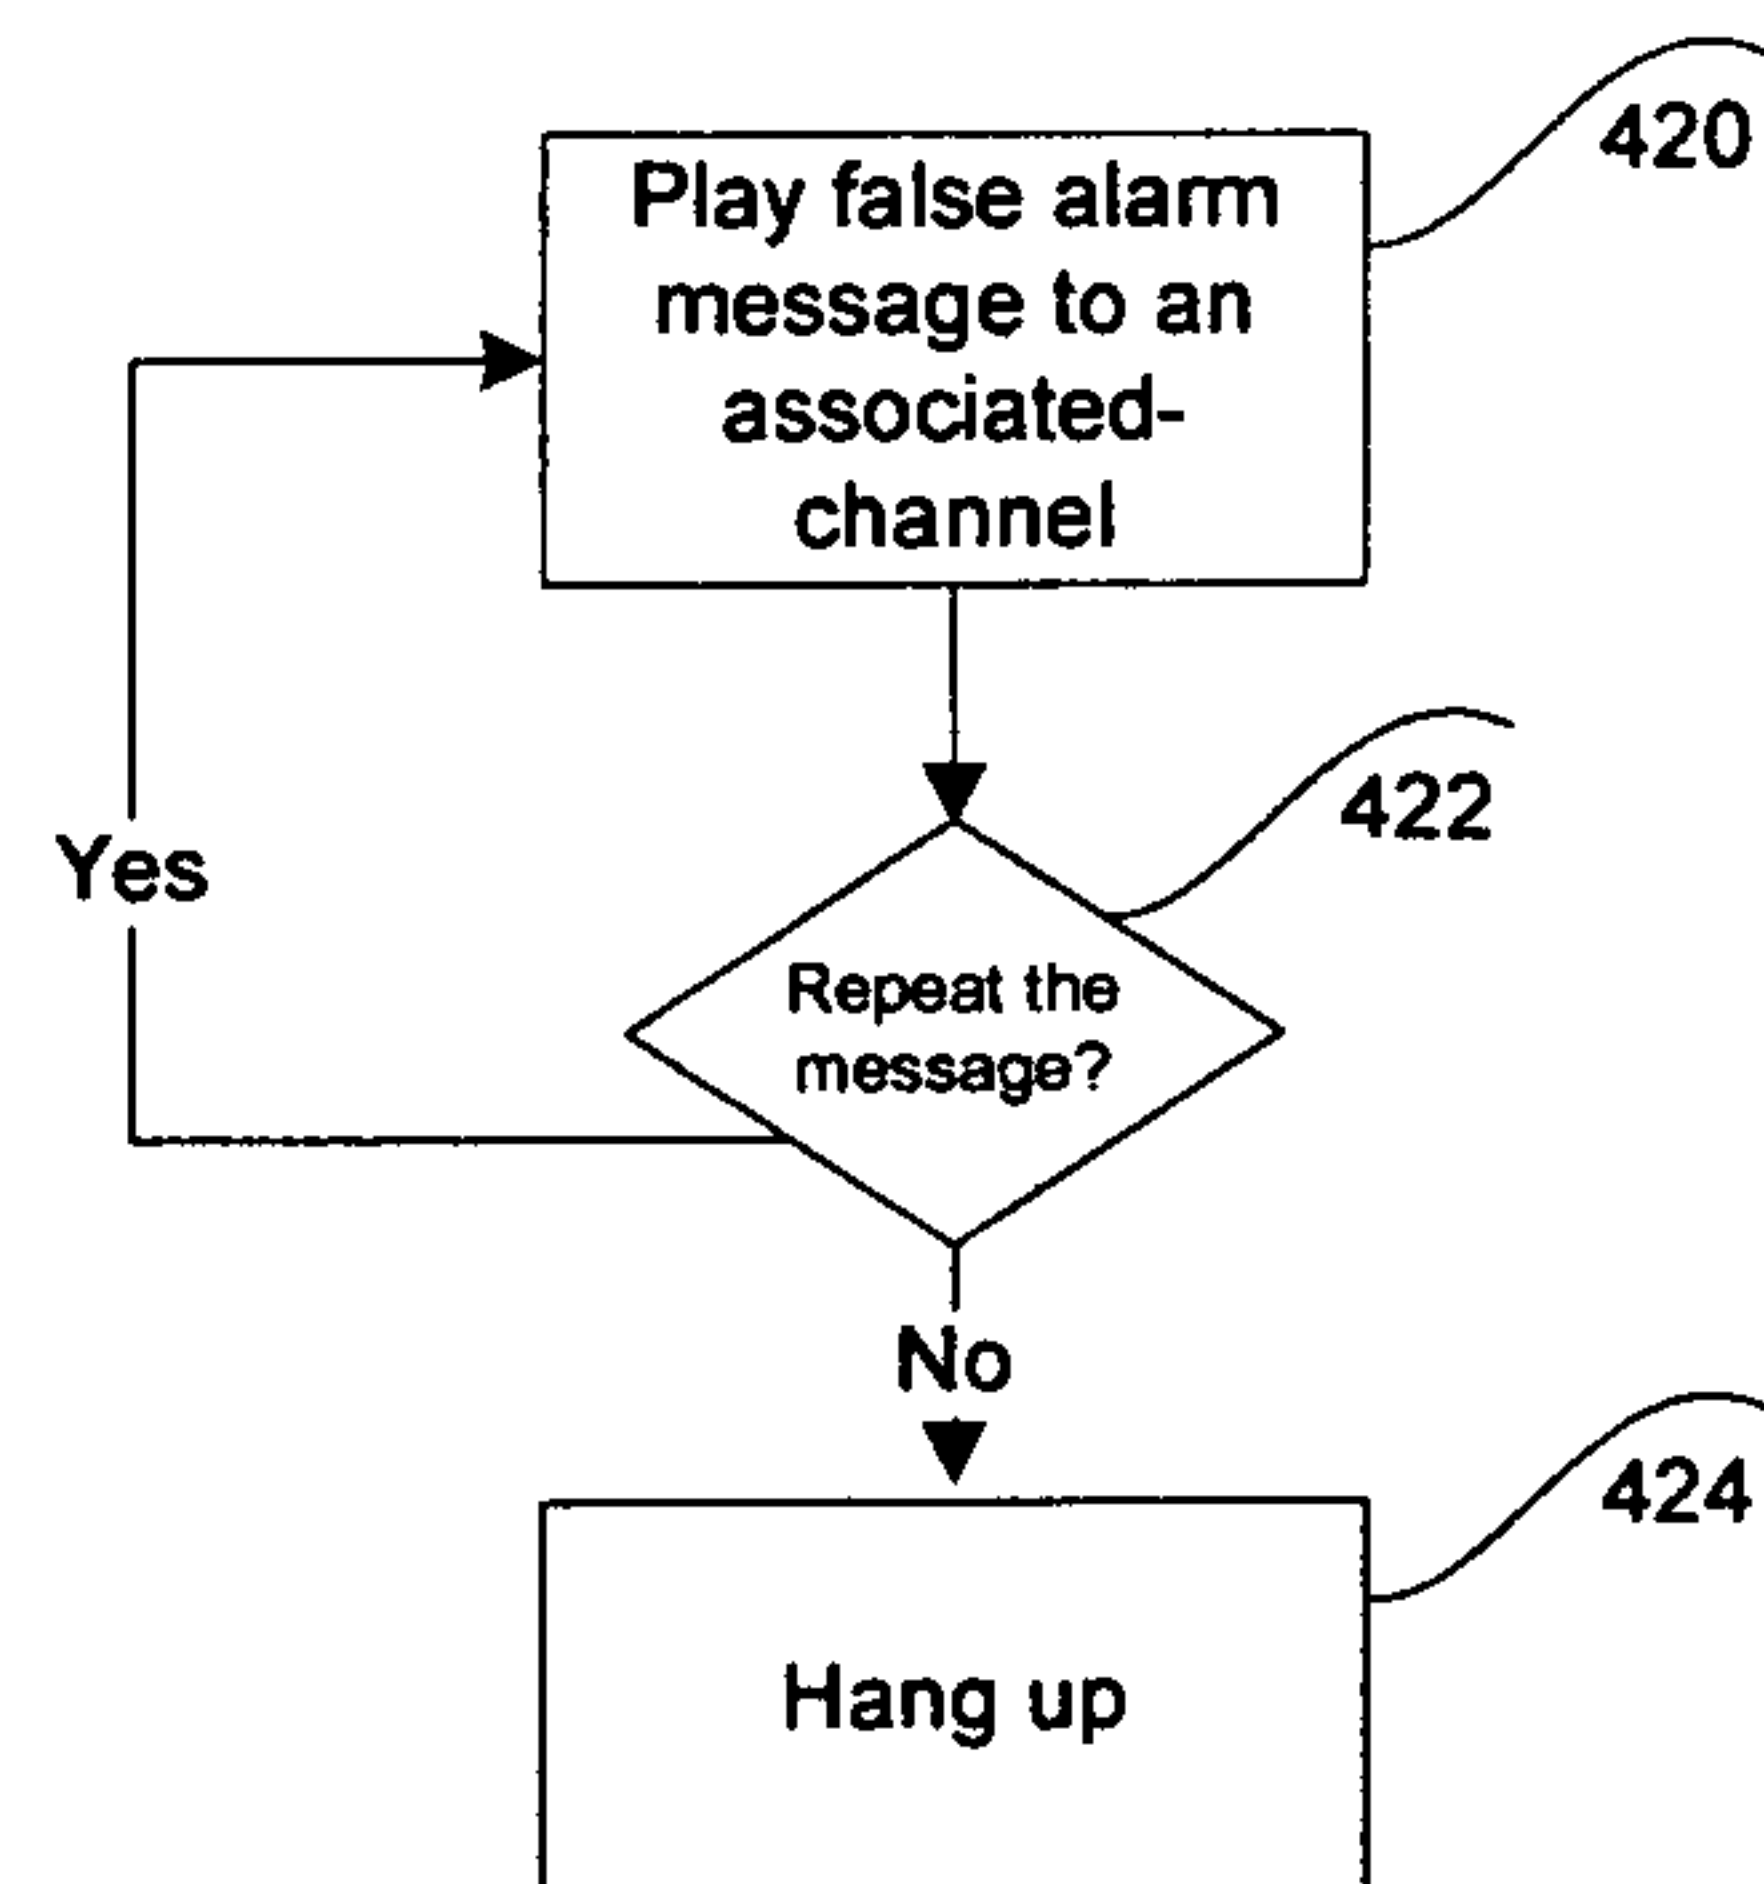 420
Play false alarm
message to an
associated-
channel
422
Yes
Repeat the
message?
No
424
Hang up